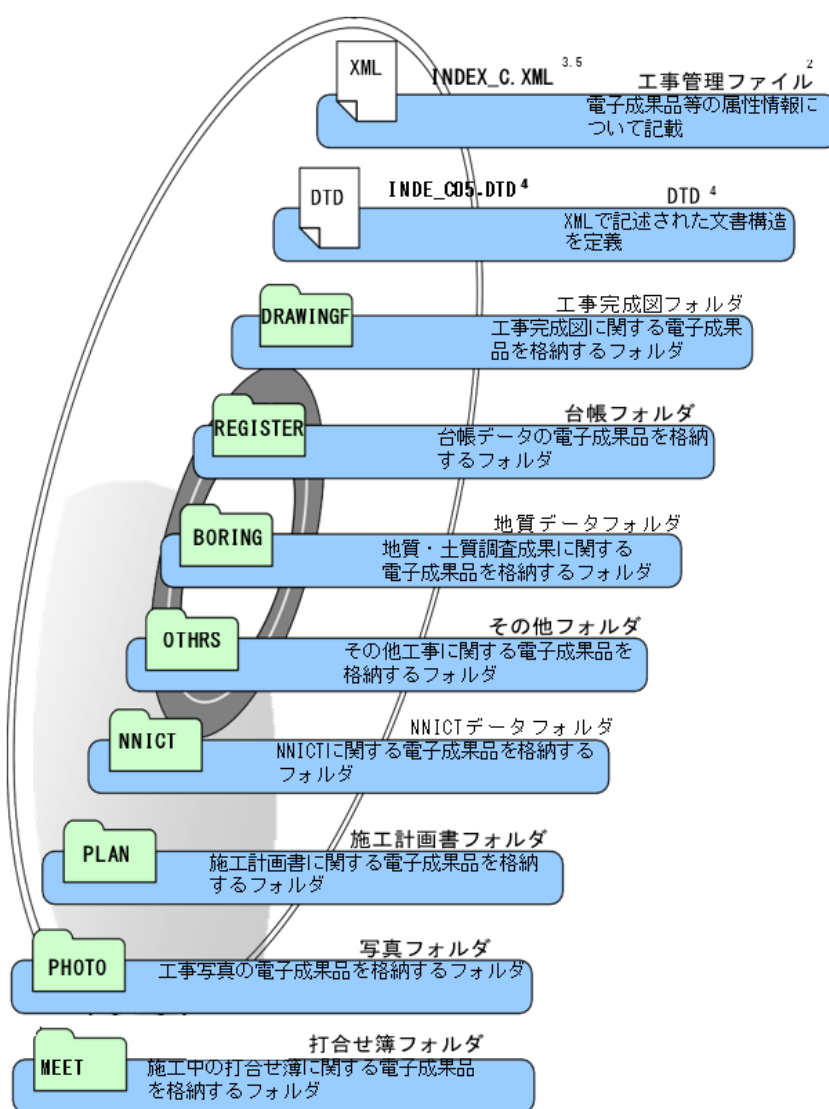 XML
INDEX_C.XML 3.5
工事管理ファイル 2
電子成果品等の属性情報に
ついて記載
DTD
INDE_C05.DTD 4
DTD 4
XMLで記述された文書構造
を定義
DRAWINGF
工事完成図フォルダ
工事完成図に関する電子成果
品を格納するフォルダ
REGISTER
台帳フォルダ
台帳データの電子成果品を格納
するフォルダ
BORING
地質データフォルダ
地質・土質調査成果に関する
電子成果品を格納するフォルダ
OTHRS
その他フォルダ
その他工事に関する電子成果品を
格納するフォルダ
NNICT
NNICTデータフォルダ
NNICTに関する電子成果品を格納する
フォルダ
PLAN
施工計画書フォルダ
施工計画書に関する電子成果品を格納
するフォルダ
PHOTO
写真フォルダ
工事写真の電子成果品を格納するフォルダ
MEET
打合せ簿フォルダ
施工中の打合せ簿に関する電子成果品
を格納するフォルダ